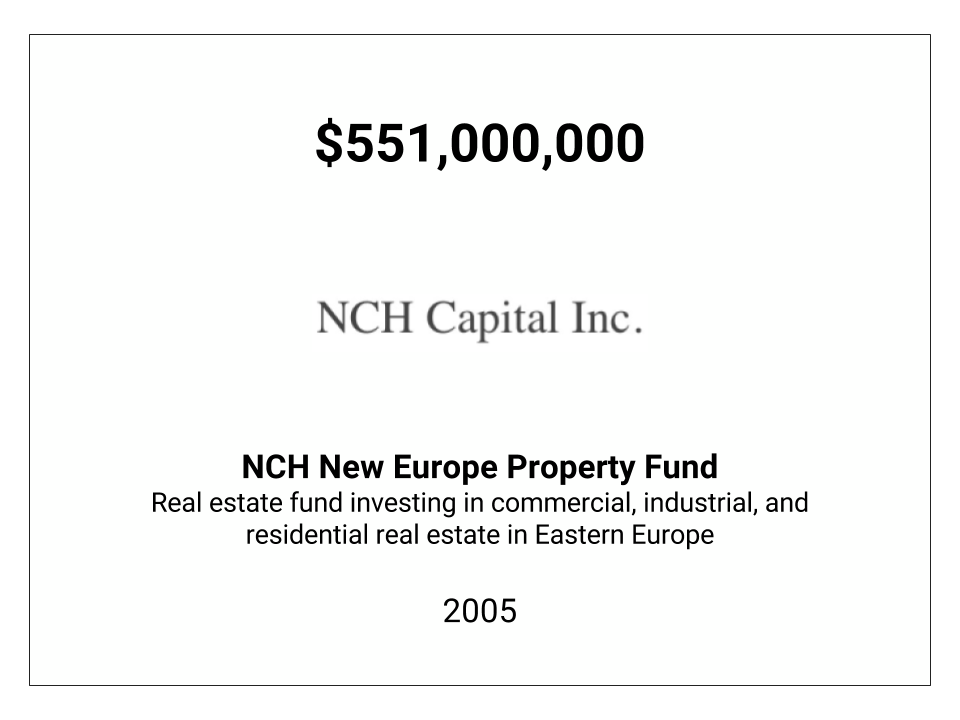 $551,000,000
NCH Capital Inc.
NCH New Europe Property Fund
Real estate fund investing in commercial, industrial, and
residential real estate in Eastern Europe
2005